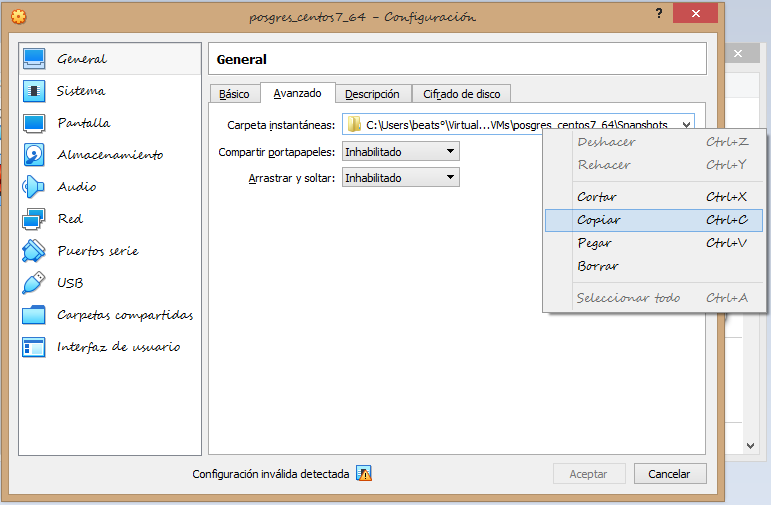 posgres_centos7_64 - Configuración
?
General
Sistema
Pantalla
Almacenamiento
Audio
Red
Puertos serie
USB
Carpetas compartidas
Interfaz de usuario
General
Básico Avanzado Descripción Cifrado de disco
Carpeta instantáneas: C:\Users\beats°\Virtual...VMs\posgres_centos7_64\Snapshots
Compartir portapapeles: Inhabilitado
Arrastrar y soltar: Inhabilitado
Deshacer Ctrl+Z
Rehacer Ctrl+Y
Cortar Ctrl+X
Copiar Ctrl+C
Pegar Ctrl+V
Borrar
Seleccionar todo Ctrl+A
Configuración inválida detectada
Aceptar Cancelar